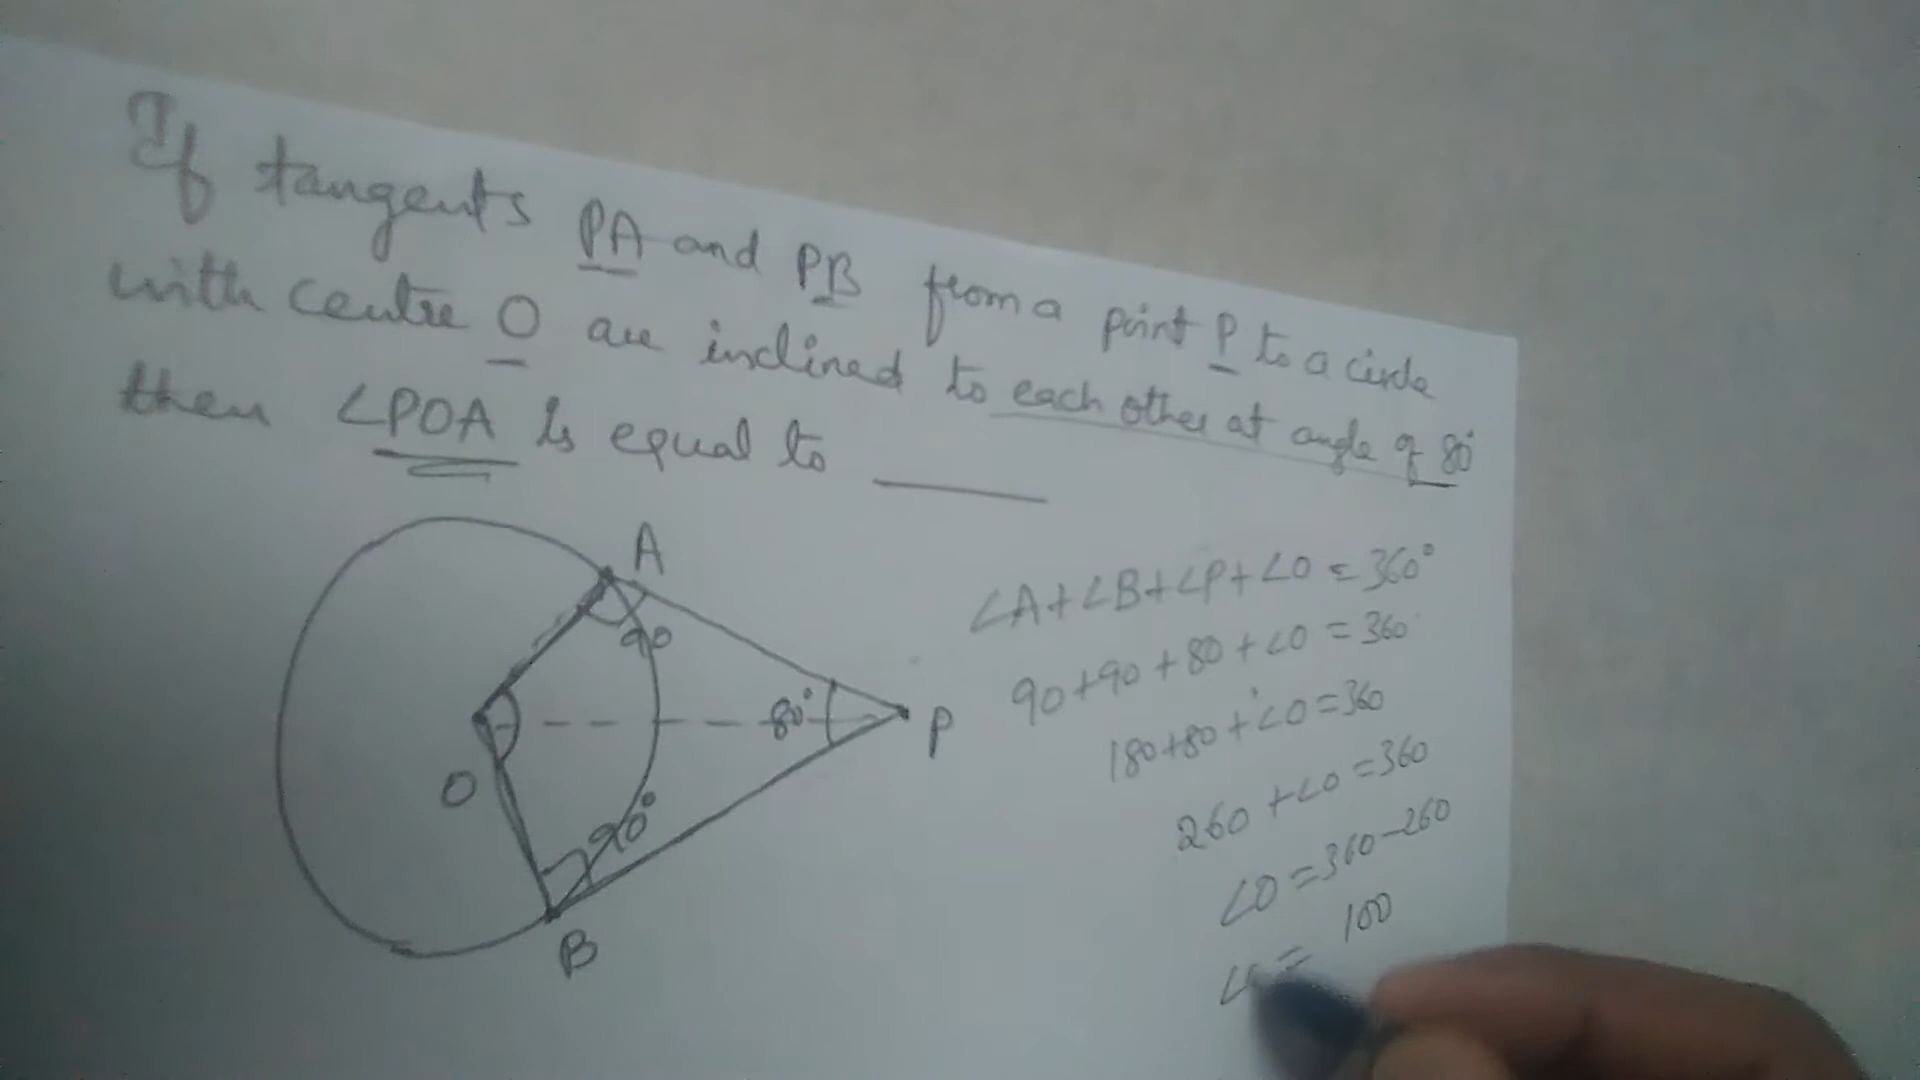 If tangents PA and PB from a point P to a circle
with centre O are inclined to each other at angle of 80°
then ∠POA is equal to ______
A
90
80°
P
O
90°
B
∠A+∠B+∠P+∠O = 360°
90+90+80+∠O = 360
180+80+∠O=360
260+∠O=360
∠O=360-260
100
∠O=